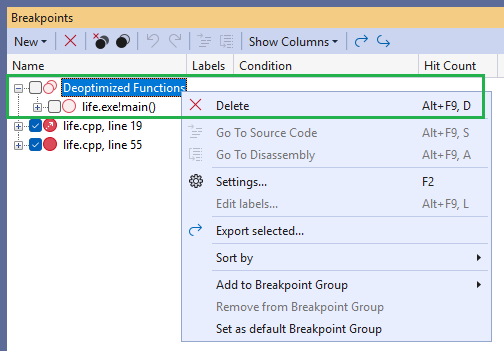 Breakpoints
New Show Columns
Name Labels Condition Hit Count
Deoptimized Functions
life.exe!main()
Delete Alt+F9, D
life.cpp, line 19
Go To Source Code Alt+F9, S
life.cpp, line 55
Go To Disassembly Alt+F9, A
Settings... F2
Edit labels... Alt+F9, L
Export selected...
Sort by
Add to Breakpoint Group
Remove from Breakpoint Group
Set as default Breakpoint Group